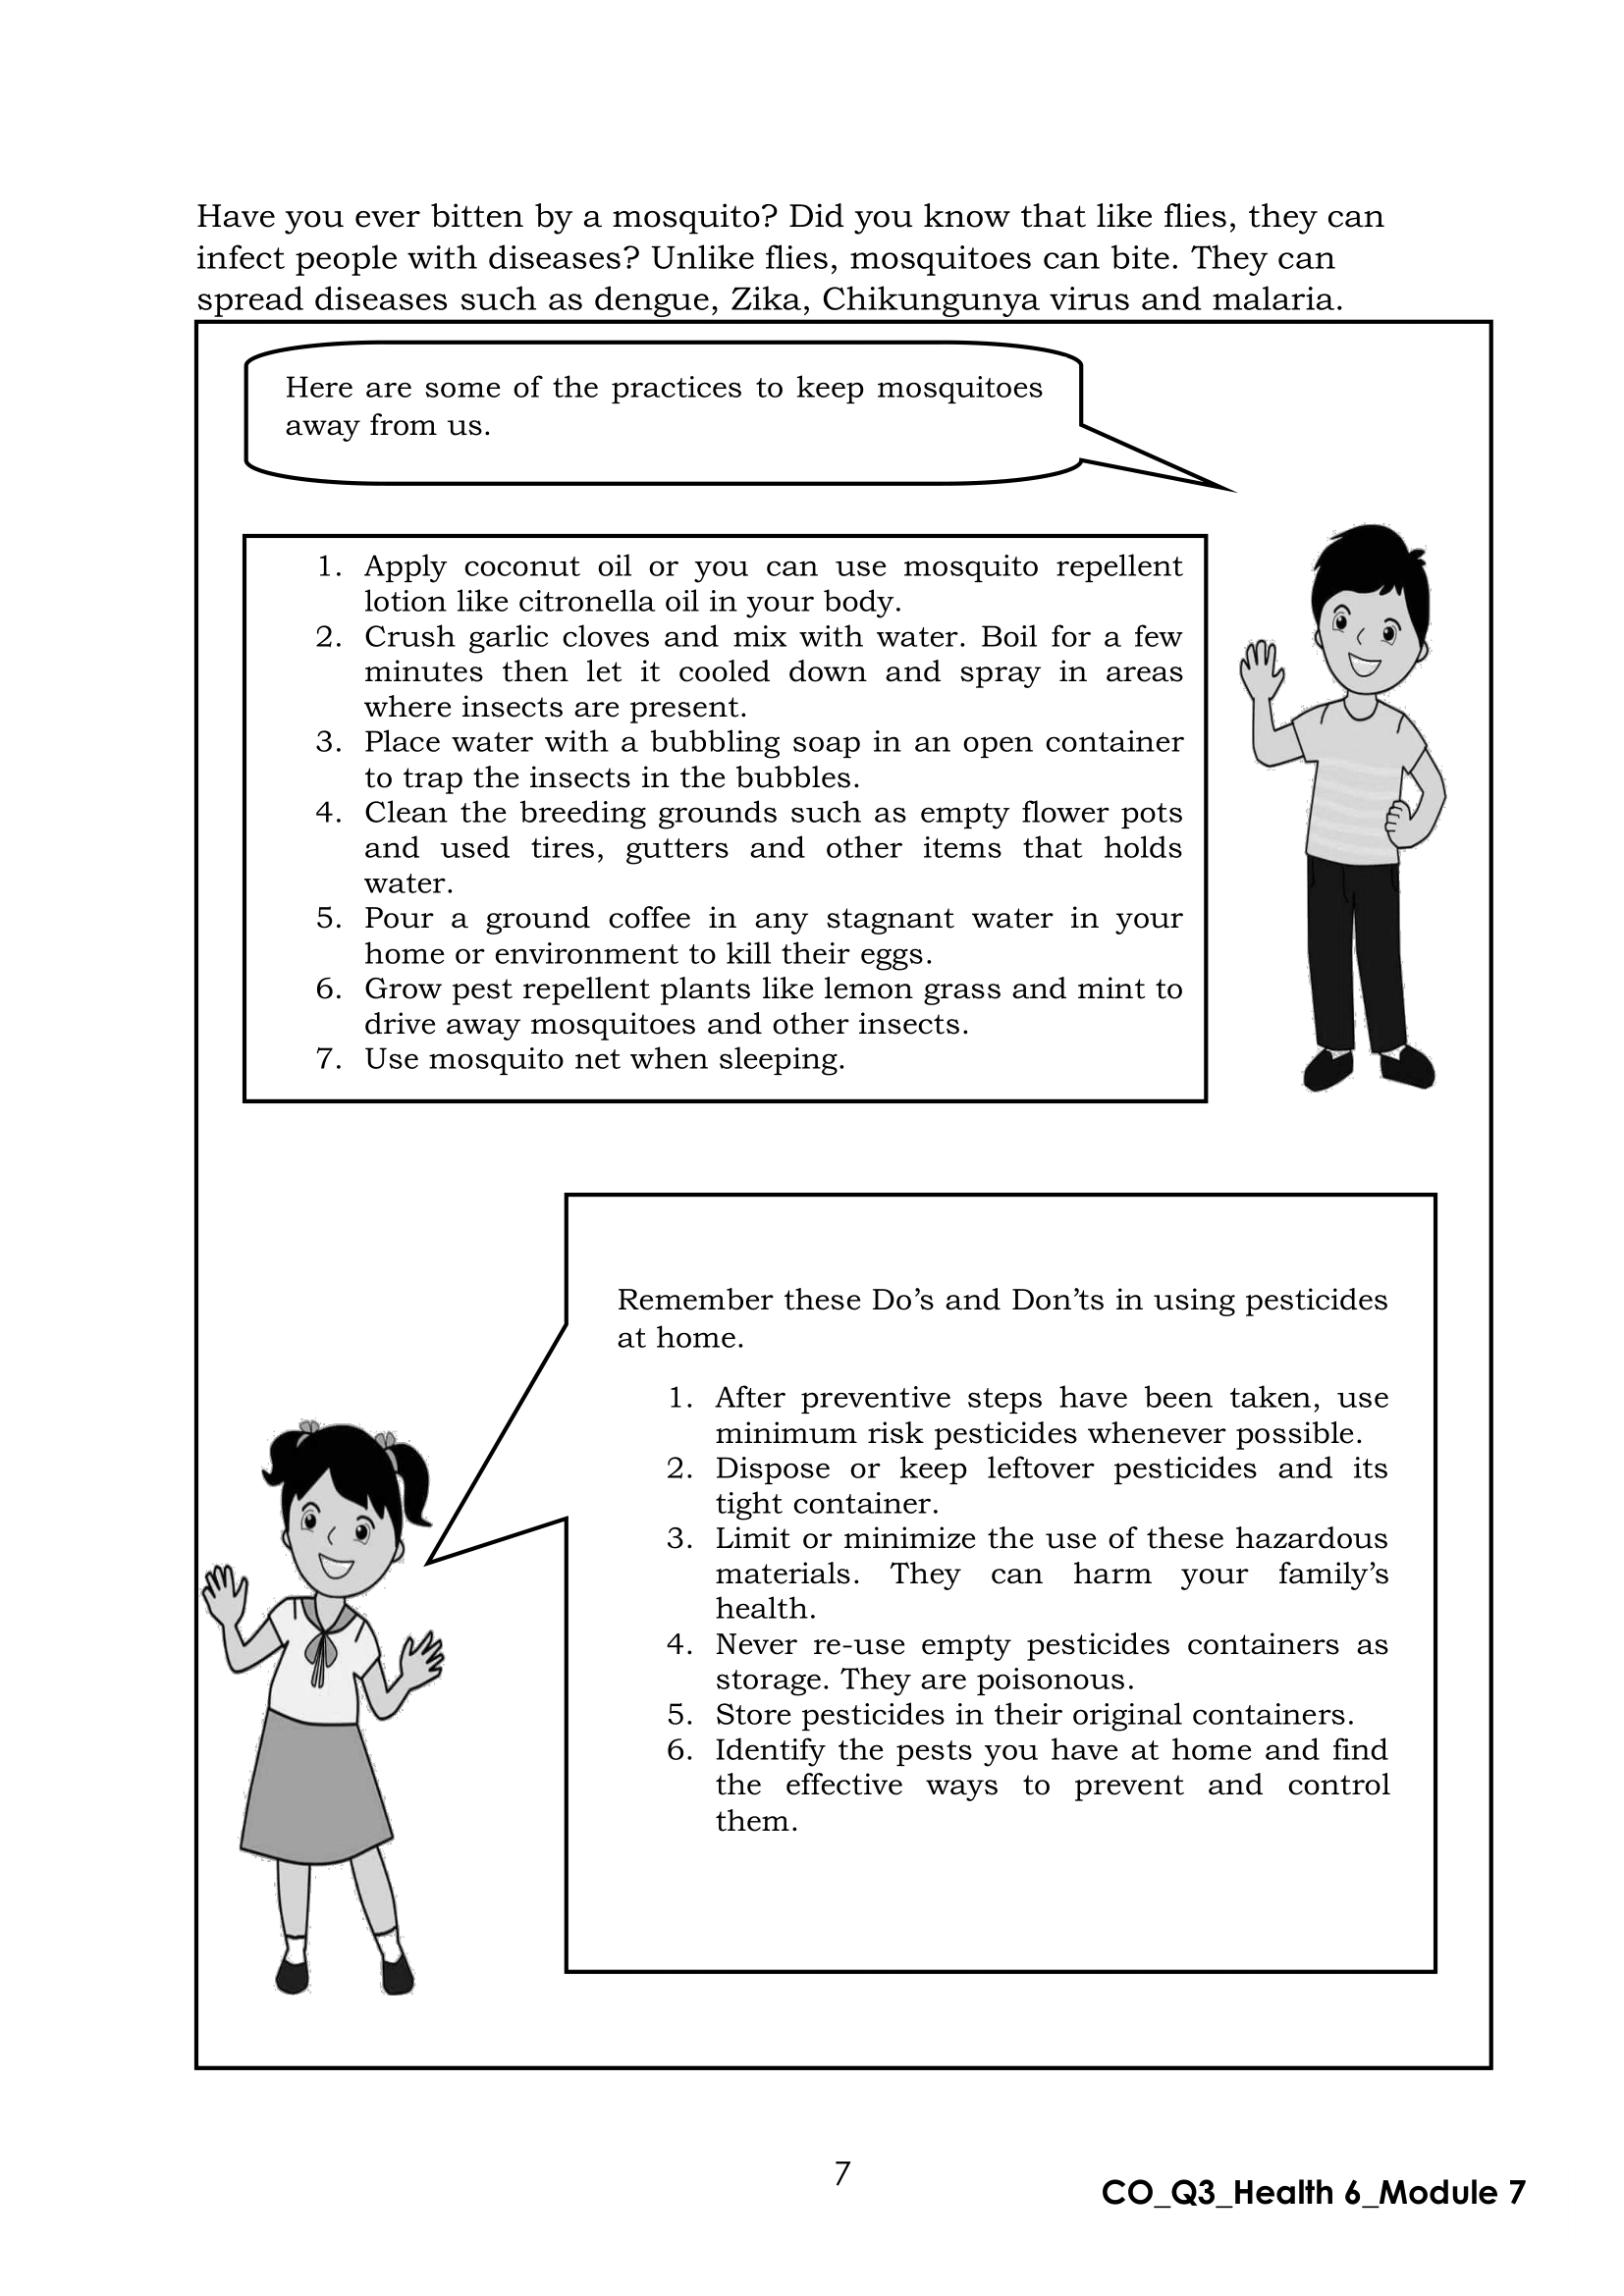 Have you ever bitten by a mosquito? Did you know that like flies, they can
infect people with diseases? Unlike flies, mosquitoes can bite. They can
spread diseases such as dengue, Zika, Chikungunya virus and malaria.
Here are some of the practices to keep mosquitoes
away from us.
1. Apply coconut oil or you can use mosquito repellent
lotion like citronella oil in your body.
2. Crush garlic cloves and mix with water. Boil for a few
minutes then let it cooled down and spray in areas
where insects are present.
3. Place water with a bubbling soap in an open container
to trap the insects in the bubbles.
4. Clean the breeding grounds such as empty flower pots
and used tires, gutters and other items that holds
water.
5. Pour a ground coffee in any stagnant water in your
home or environment to kill their eggs.
6. Grow pest repellent plants like lemon grass and mint to
drive away mosquitoes and other insects.
7. Use mosquito net when sleeping.
Remember these Do’s and Don’ts in using pesticides
at home.
1. After preventive steps have been taken, use
minimum risk pesticides whenever possible.
2. Dispose or keep leftover pesticides and its
tight container.
3. Limit or minimize the use of these hazardous
materials. They can harm your family’s
health.
4. Never re-use empty pesticides containers as
storage. They are poisonous.
5. Store pesticides in their original containers.
6. Identify the pests you have at home and find
the effective ways to prevent and control
them.
7
CO_Q3_Health 6_Module 7